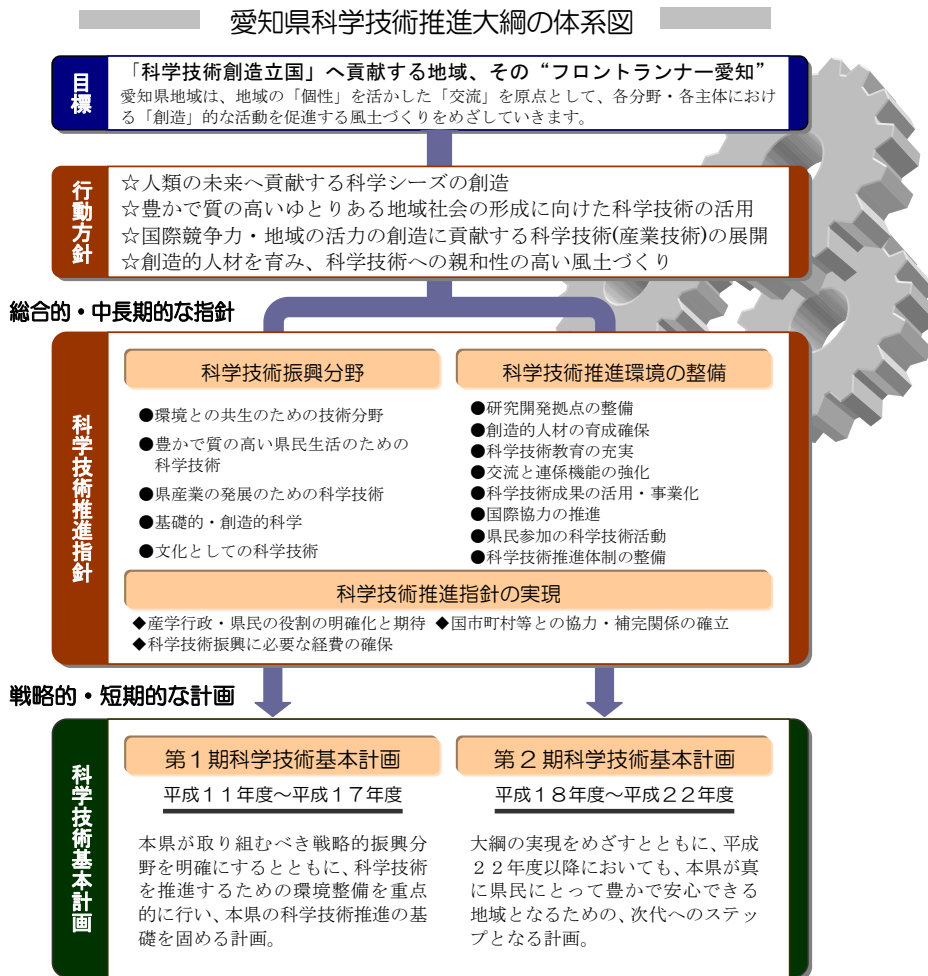 愛知県科学技術推進大綱の体系図
目標
「科学技術創造立国」へ貢献する地域、その“フロントランナー愛知”
愛知県地域は、地域の「個性」を活かした「交流」を原点として、各分野・各主体におけ
る「創造」的な活動を促進する風土づくりをめざしていきます。
行動方針
☆人類の未来へ貢献する科学シーズの創造
☆豊かで質の高いゆとりある地域社会の形成に向けた科学技術の活用
☆国際競争力・地域の活力の創造に貢献する科学技術(産業技術)の展開
☆創造的人材を育み、科学技術への親和性の高い風土づくり
総合的・中長期的な指針
科学技術推進指針
科学技術振興分野
●環境との共生のための技術分野
●豊かで質の高い県民生活のための
科学技術
●県産業の発展のための科学技術
●基礎的・創造的科学
●文化としての科学技術
科学技術推進環境の整備
●研究開発拠点の整備
●創造的人材の育成確保
●科学技術教育の充実
●交流と連係機能の強化
●科学技術成果の活用・事業化
●国際協力の推進
●県民参加の科学技術活動
●科学技術推進体制の整備
科学技術推進指針の実現
◆産学行政・県民の役割の明確化と期待 ◆国市町村等との協力・補完関係の確立
◆科学技術振興に必要な経費の確保
戦略的・短期的な計画
科学技術基本計画
第1期科学技術基本計画
平成11年度～平成17年度
本県が取り組むべき戦略的振興分
野を明確にするとともに、科学技術
を推進するための環境整備を重点
的に行い、本県の科学技術推進の基
礎を固める計画。
第2期科学技術基本計画
平成18年度～平成22年度
大綱の実現をめざすとともに、平成
22年度以降においても、本県が真
に県民にとって豊かで安心できる
地域となるための、次代へのステッ
プとなる計画。